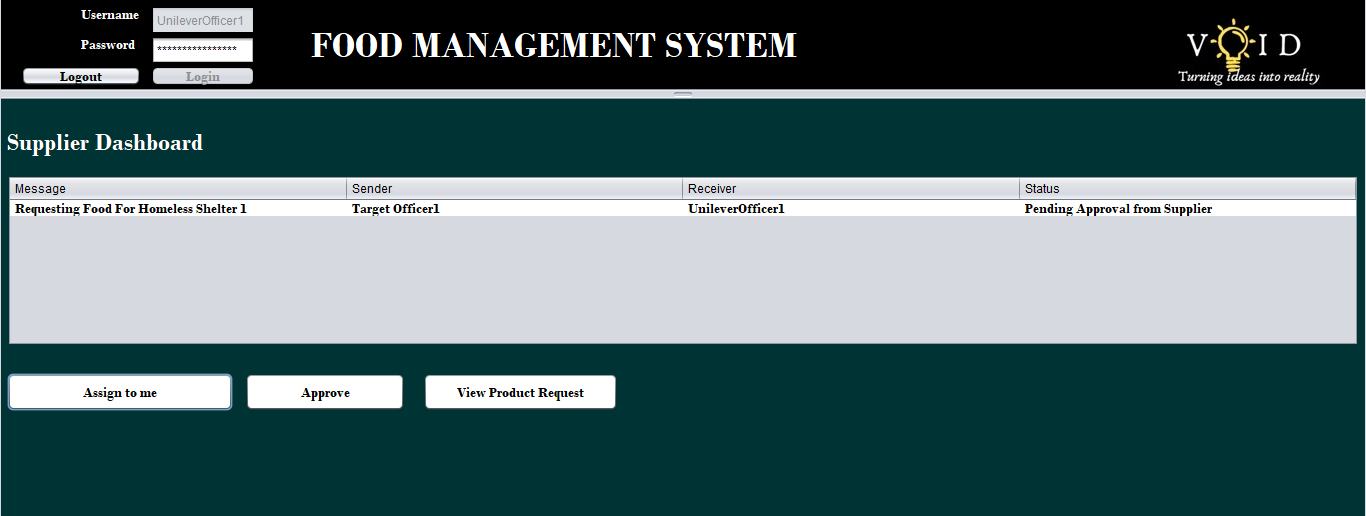 Username UnileverOfficer1
Password ****************
Logout Login
FOOD MANAGEMENT SYSTEM
V O I D
Turning ideas into reality
Supplier Dashboard
Message Sender Receiver Status
Requesting Food For Homeless Shelter 1 Target Officer1 UnileverOfficer1 Pending Approval from Supplier
Assign to me Approve View Product Request